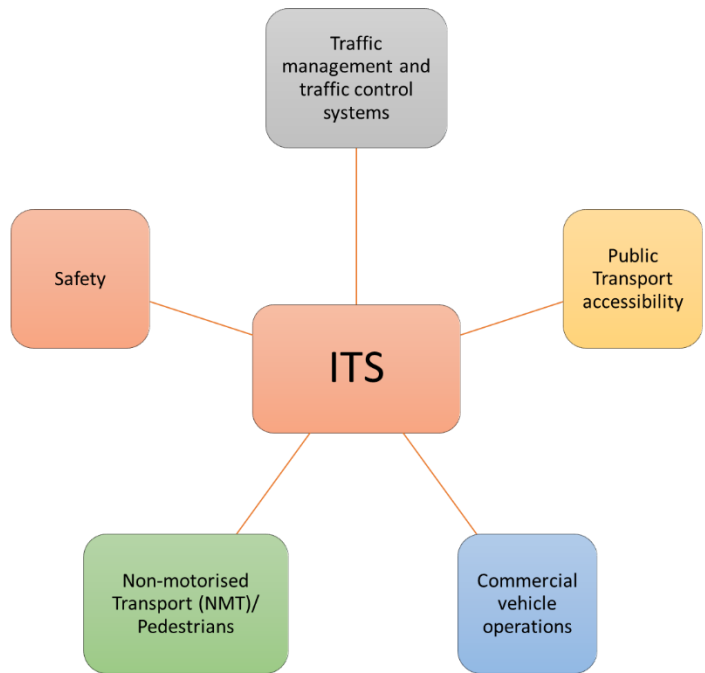 Traffic
management and
traffic control
systems
Safety
Public
Transport
accessibility
ITS
Non-motorised
Transport (NMT)/
Pedestrians
Commercial
vehicle
operations